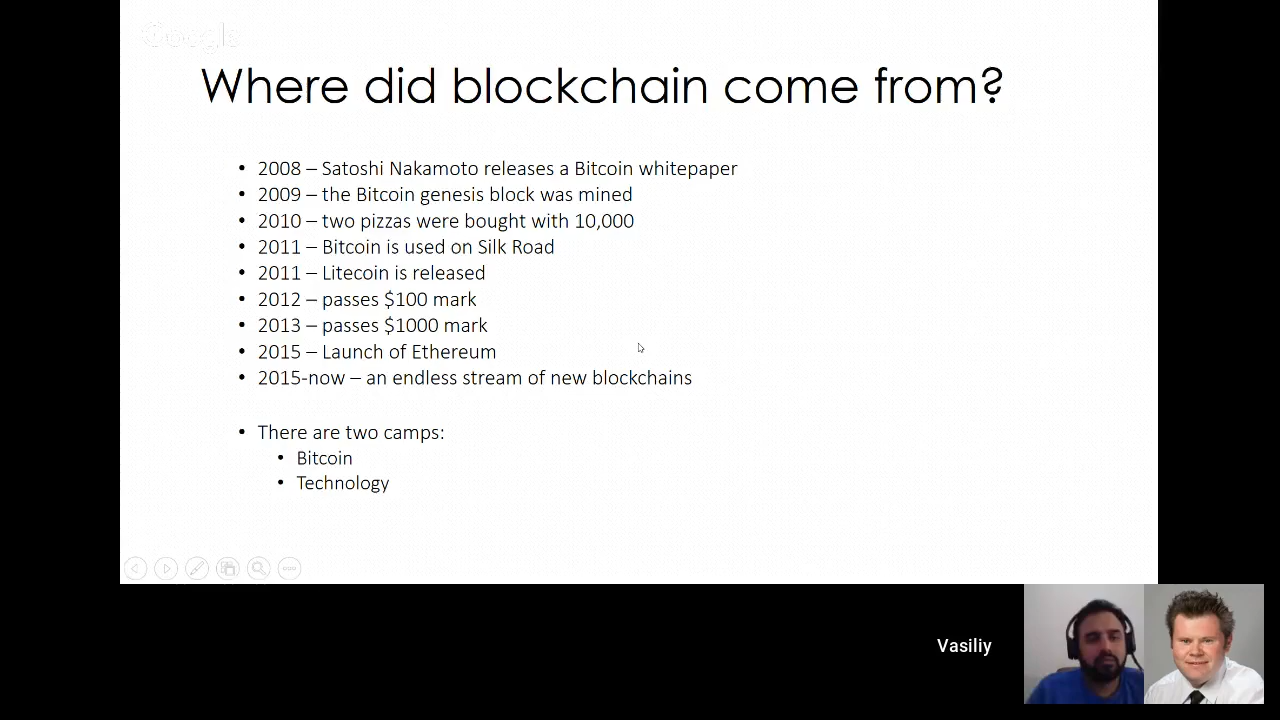 Google
Where did blockchain come from?
• 2008 – Satoshi Nakamoto releases a Bitcoin whitepaper
• 2009 – the Bitcoin genesis block was mined
• 2010 – two pizzas were bought with 10,000
• 2011 – Bitcoin is used on Silk Road
• 2011 – Litecoin is released
• 2012 – passes $100 mark
• 2013 – passes $1000 mark
• 2015 – Launch of Ethereum
• 2015-now – an endless stream of new blockchains
• There are two camps:
• Bitcoin
• Technology
Vasiliy